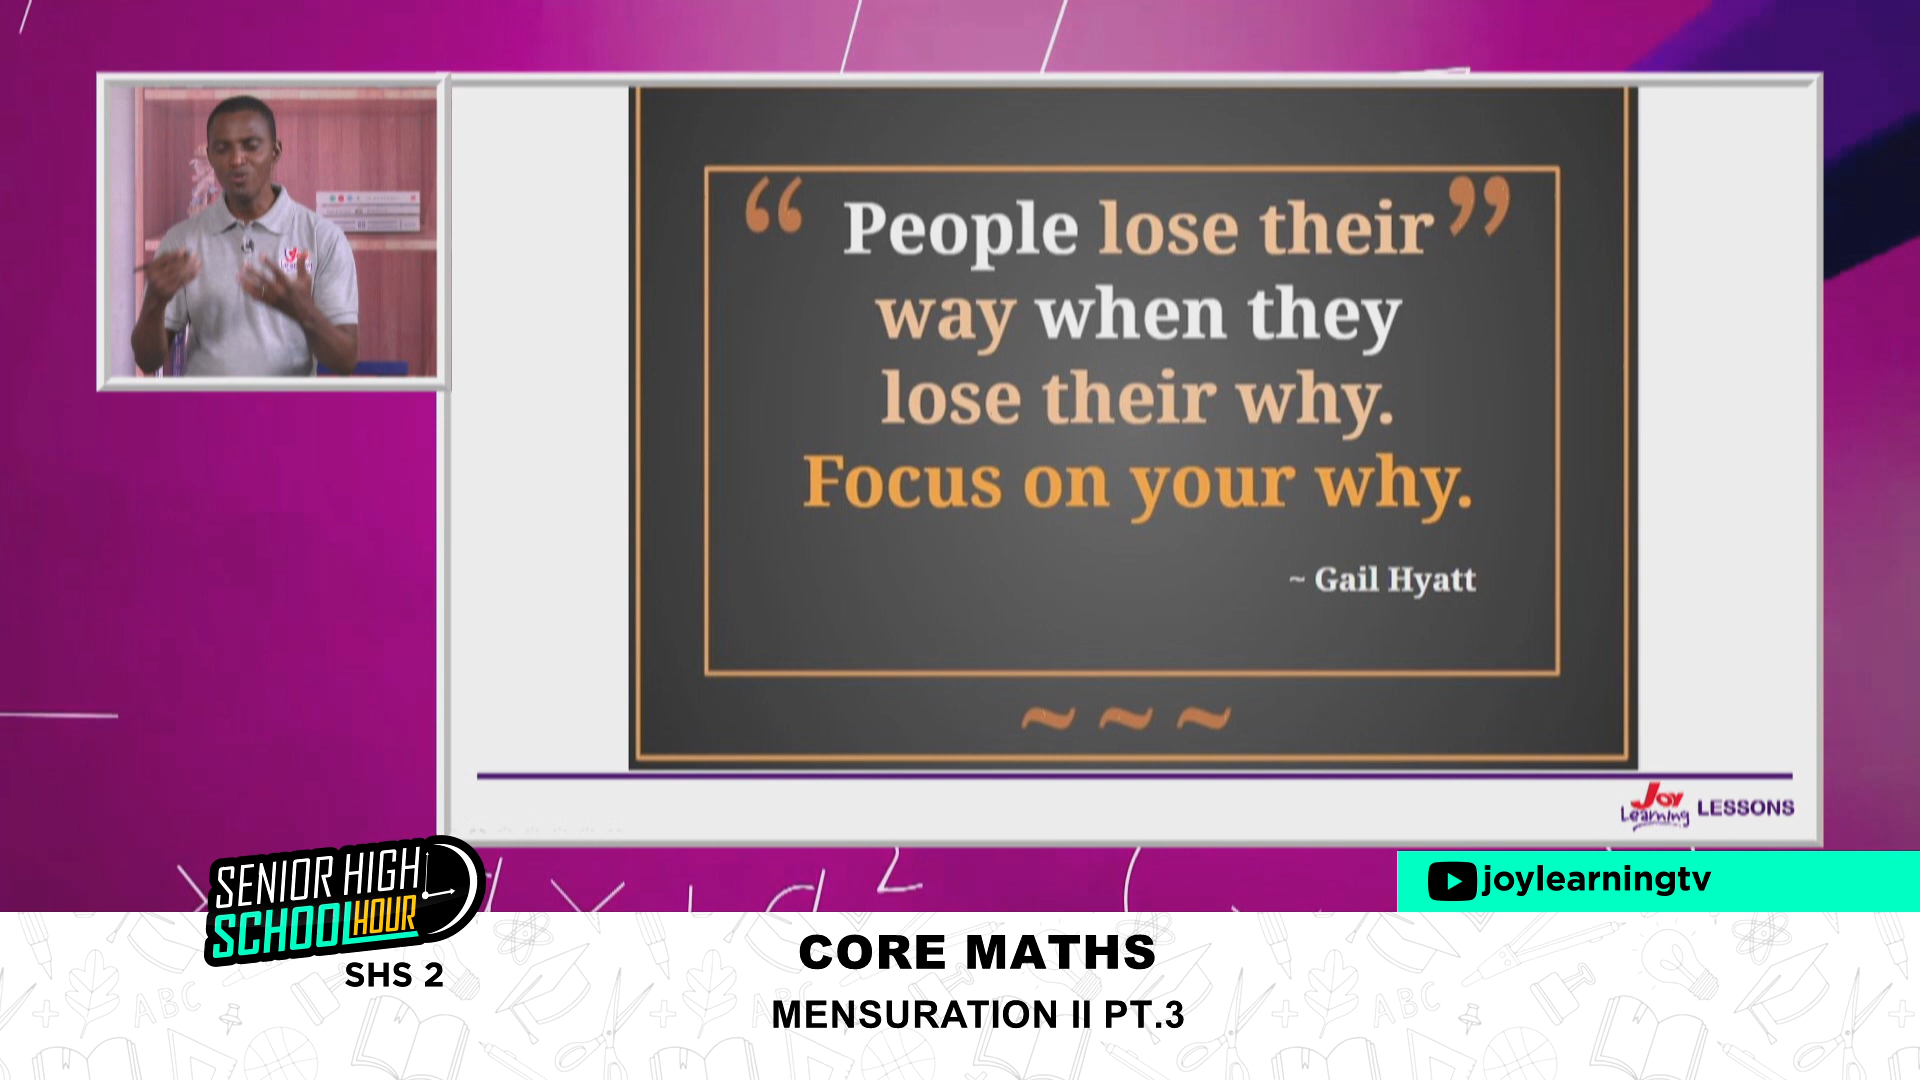 “ People lose their ”
way when they
lose their why.
Focus on your why.
~ Gail Hyatt
~ ~ ~
Joy Learning LESSONS
joylearningtv
SENIOR HIGH
SCHOOL HOUR
SHS 2
CORE MATHS
MENSURATION II PT.3